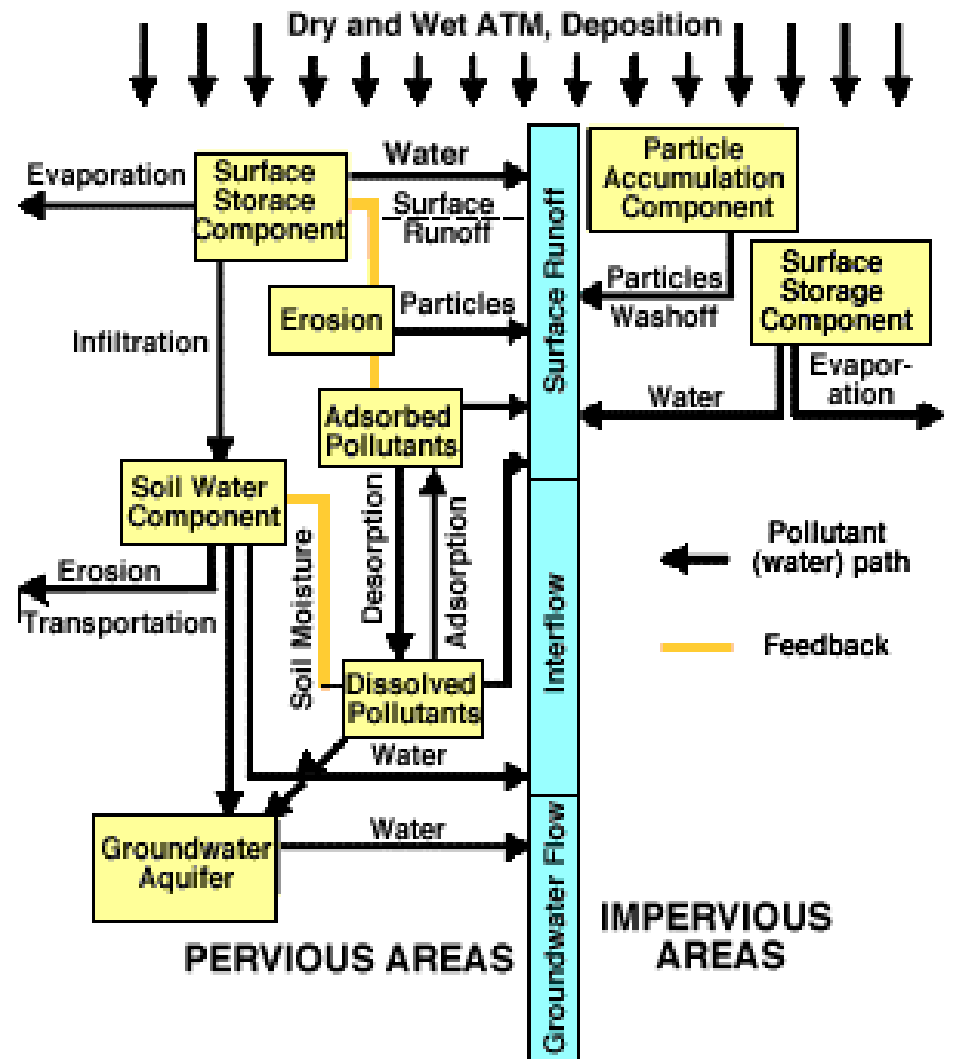 Dry and Wet ATM, Deposition
Evaporation
Surface
Storace
Component
Water
Surface
Runoff
Particle
Accumulation
Component
Surface Runoff
Particles
Washoff
Surface
Storage
Component
Evapor-
ation
Water
Infiltration
Erosion
Particles
Adsorbed
Pollutants
Soil Water
Component
Erosion
Transportation
Soil Moisture
Desorption
Adsorption
Interflow
Pollutant
(water) path
Feedback
Dissolved
Pollutants
Water
Groundwater
Aquifer
Water
Groundwater Flow
PERVIOUS AREAS
IMPERVIOUS
AREAS